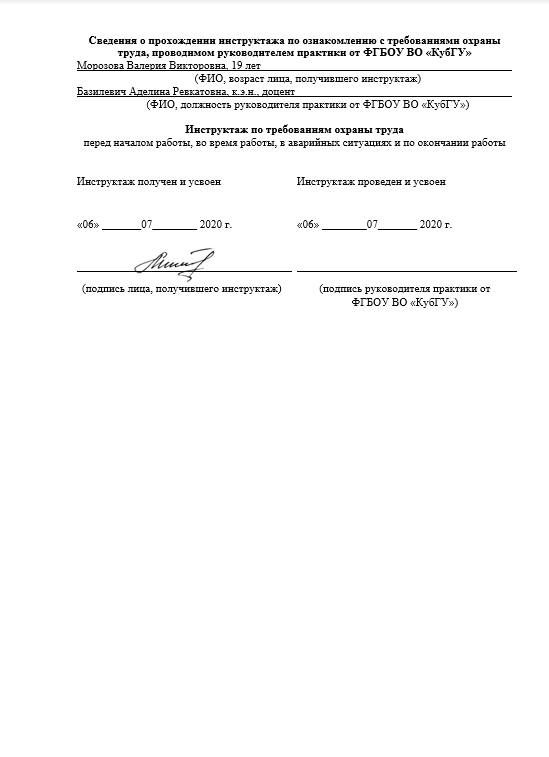 Сведения о прохождении инструктажа по ознакомлению с требованиями охраны
труда, проводимом руководителем практики от ФГБОУ ВО «КубГУ»
Морозова Валерия Викторовна, 19 лет
(ФИО, возраст лица, получившего инструктаж)
Базилевич Аделина Ревкатовна, к.э.н., доцент
(ФИО, должность руководителя практики от ФГБОУ ВО «КубГУ»)
Инструктаж по требованиям охраны труда
перед началом работы, во время работы, в аварийных ситуациях и по окончании работы
Инструктаж получен и усвоен
«06» _______07________ 2020 г.
(подпись лица, получившего инструктаж)
Инструктаж проведен и усвоен
«06» ________07_______ 2020 г.
(подпись руководителя практики от
ФГБОУ ВО «КубГУ»)